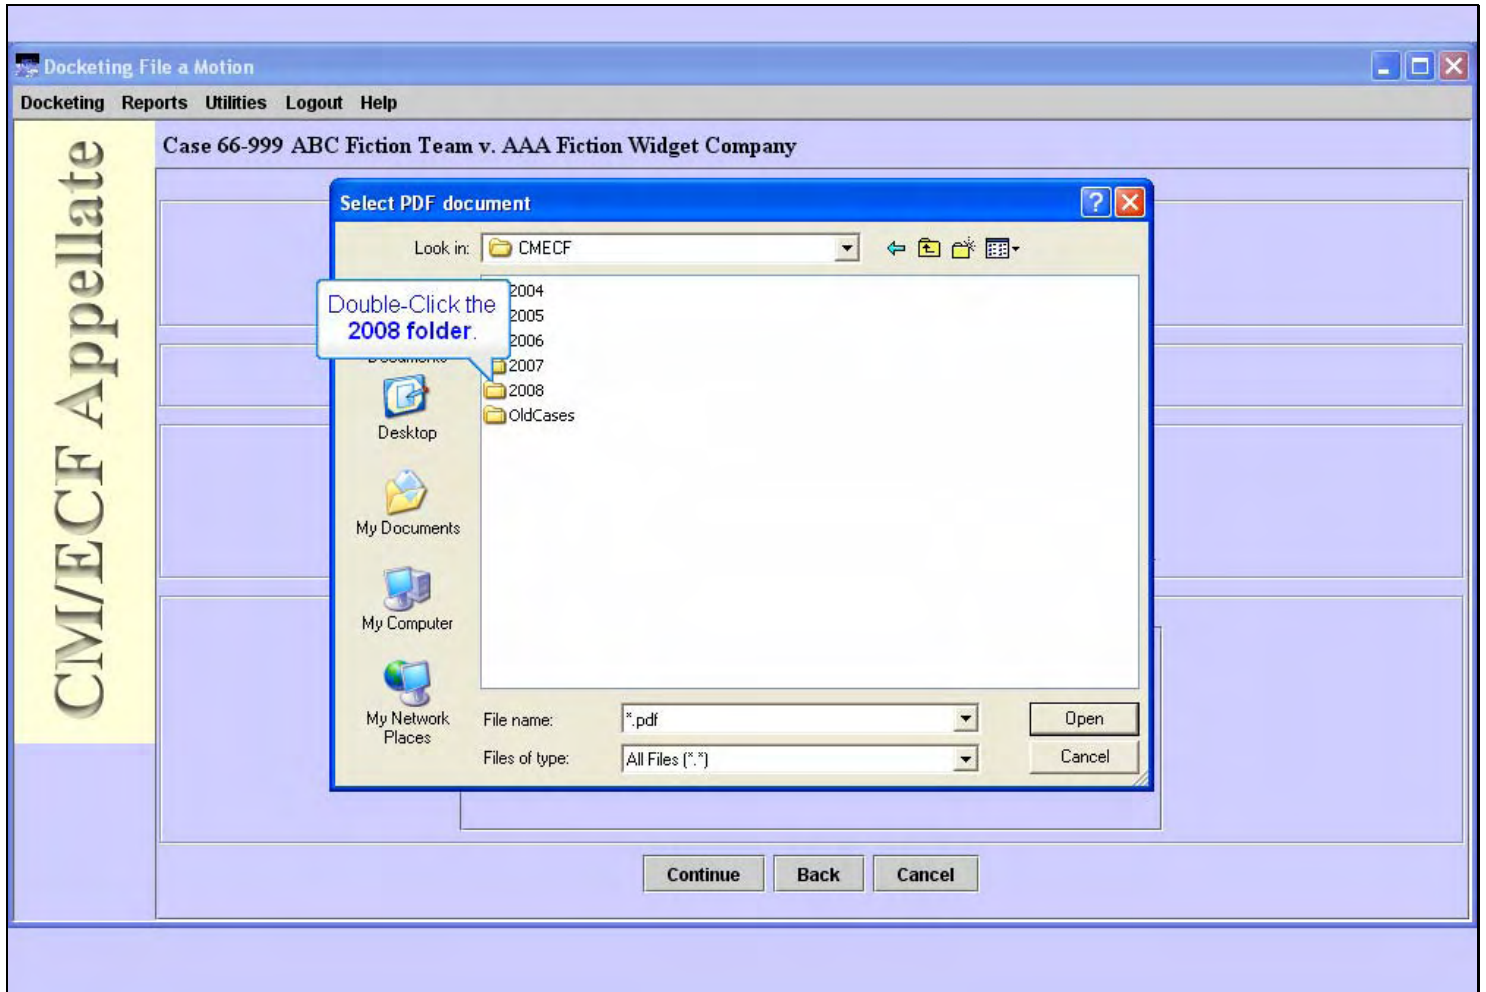 Docketing File a Motion
Docketing Reports Utilities Logout Help
CM/ECF Appellate
Case 66-999 ABC Fiction Team v. AAA Fiction Widget Company
Select PDF document
Look in: CMECF
Double-Click the
2008 folder.
2004
2005
2006
2007
2008
OldCases
Documents
Desktop
My Documents
My Computer
My Network
Places
File name: *.pdf Open
Files of type: All Files (*.*) Cancel
Continue Back Cancel